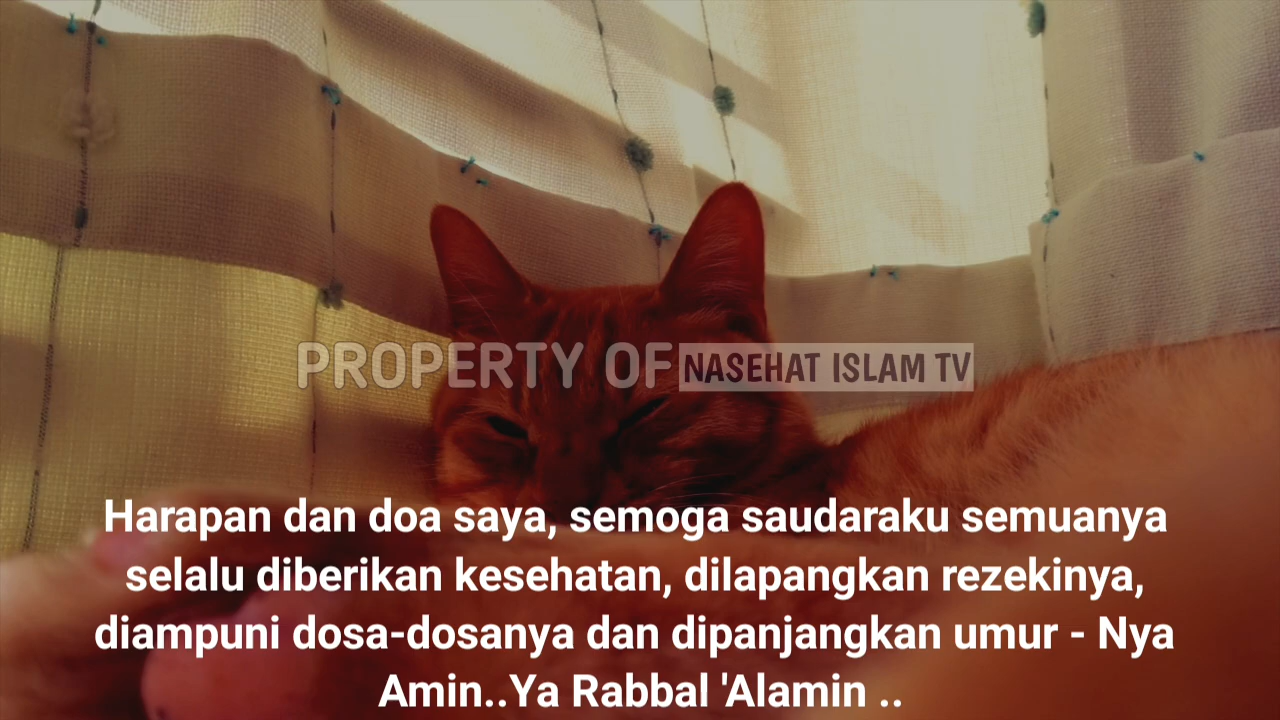 PROPERTY OF NASEHAT ISLAM TV
Harapan dan doa saya, semoga saudaraku semuanya
selalu diberikan kesehatan, dilapangkan rezekinya,
diampuni dosa-dosanya dan dipanjangkan umur - Nya
Amin..Ya Rabbal 'Alamin ..